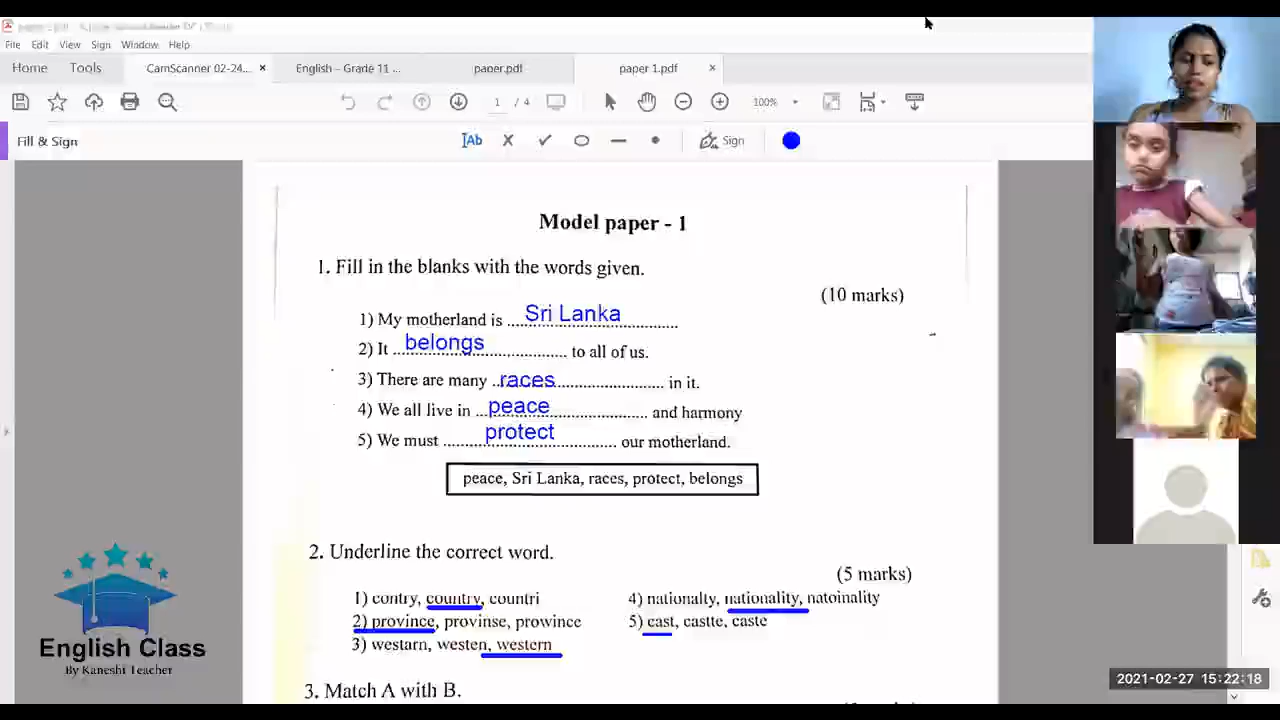 File Edit View Sign Window Help
Home Tools CamScanner 02-24... × English – Grade 11 ... paper.pdf paper 1.pdf ×
1 / 4 100%
Fill & Sign Ab Sign
Model paper - 1
1. Fill in the blanks with the words given.
(10 marks)
1) My motherland is Sri Lanka
2) It belongs to all of us.
3) There are many races in it.
4) We all live in peace and harmony
5) We must protect our motherland.
peace, Sri Lanka, races, protect, belongs
2. Underline the correct word.
(5 marks)
1) contry, country, countri
2) province, provinse, prowince
3) westarn, westen, western
4) nationalty, nationality, natoinality
5) cast, castte, caste
3. Match A with B.
English Class
By Kaneshi Teacher
2021-02-27 15:22:18